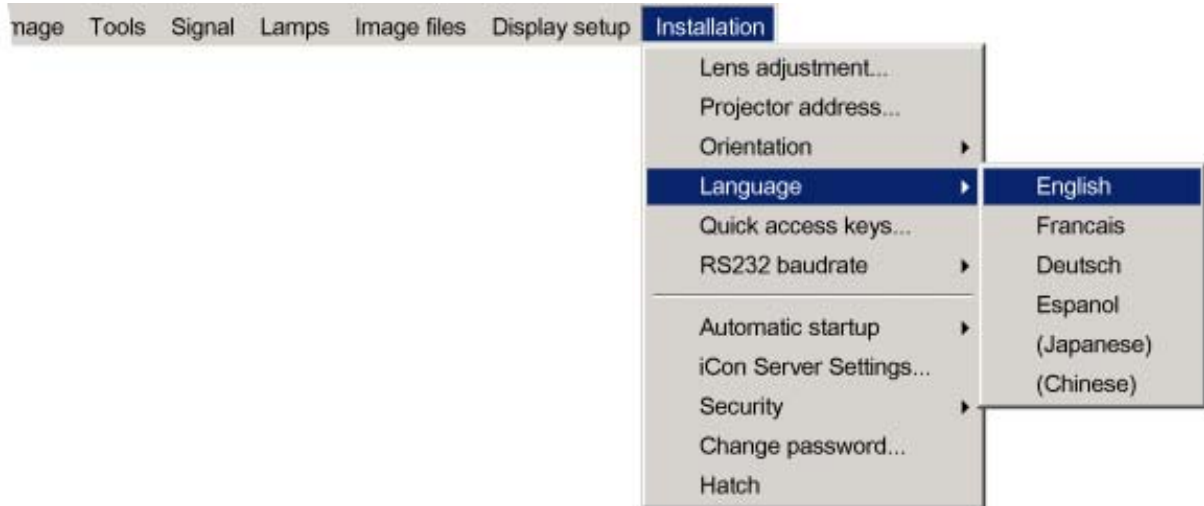 mage Tools Signal Lamps Image files Display setup Installation
Lens adjustment...
Projector address...
Orientation
Language
Quick access keys...
RS232 baudrate
Automatic startup
iCon Server Settings...
Security
Change password...
Hatch
English
Francais
Deutsch
Espanol
(Japanese)
(Chinese)